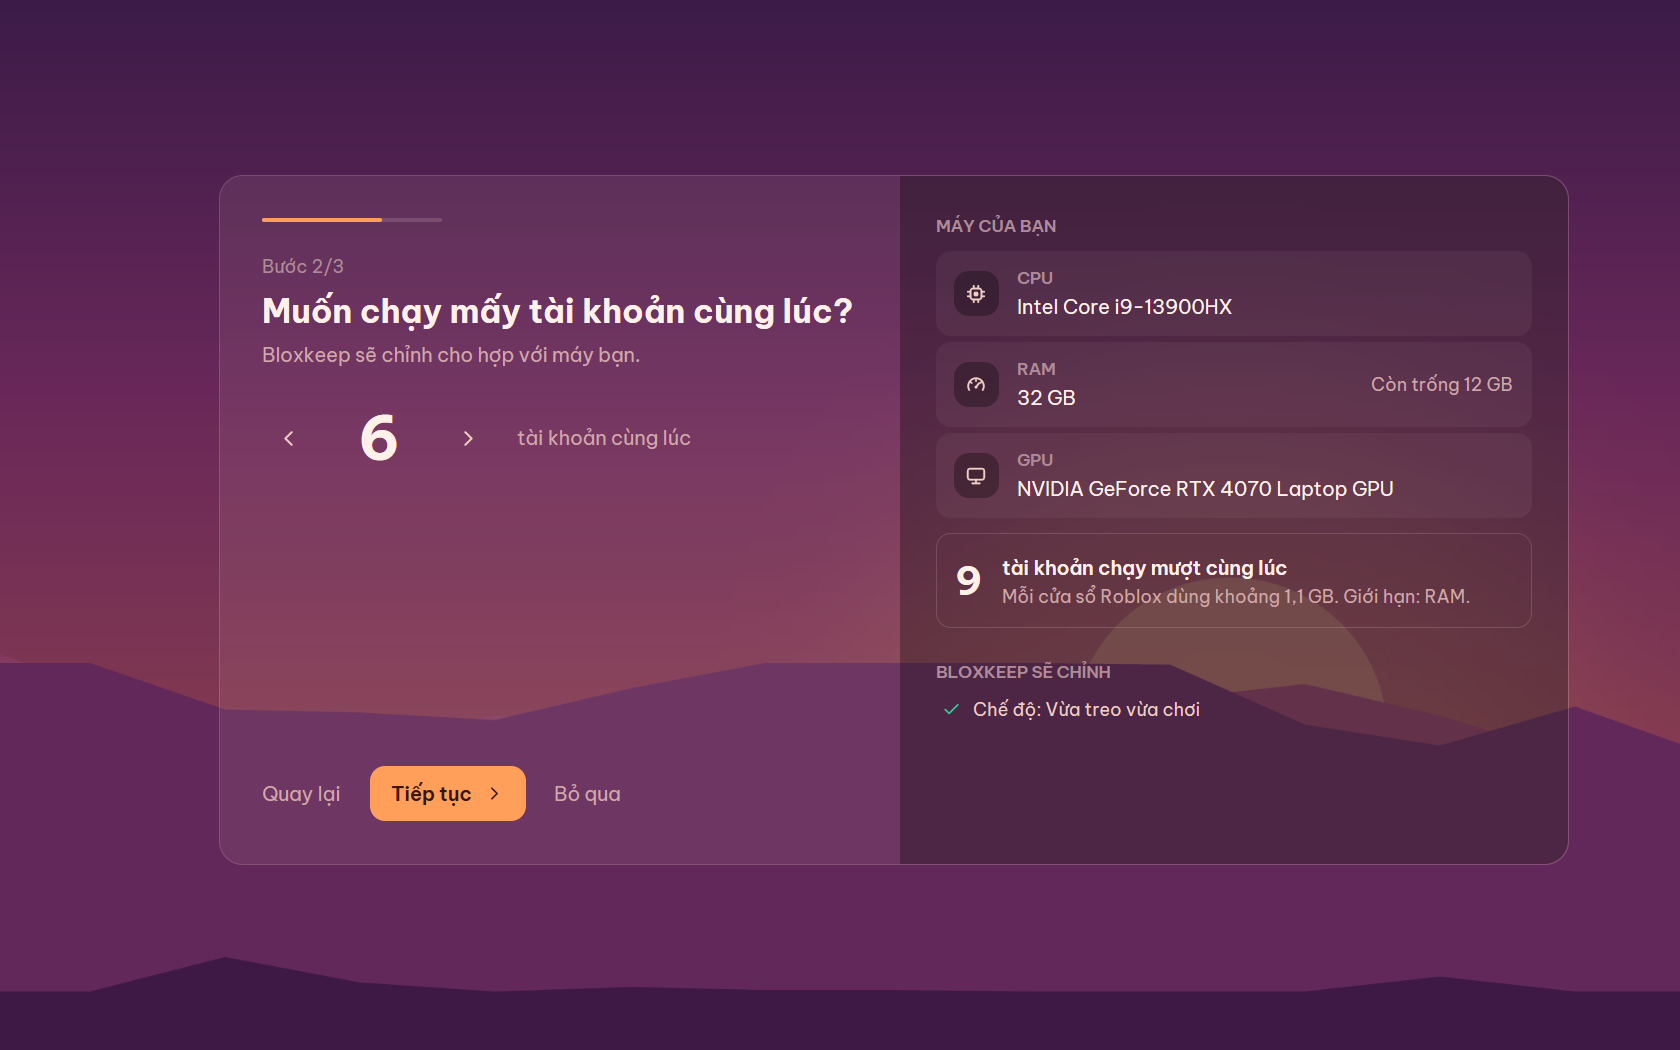 Bước 2/3
Muốn chạy mấy tài khoản cùng lúc?
Bloxkeep sẽ chỉnh cho hợp với máy bạn.
6
tài khoản cùng lúc
Quay lại
Tiếp tục
Bỏ qua
MÁY CỦA BẠN
CPU
Intel Core i9-13900HX
RAM
32 GB
Còn trống 12 GB
GPU
NVIDIA GeForce RTX 4070 Laptop GPU
9
tài khoản chạy mượt cùng lúc
Mỗi cửa sổ Roblox dùng khoảng 1,1 GB. Giới hạn: RAM.
BLOXKEEP SẼ CHỈNH
Chế độ: Vừa treo vừa chơi